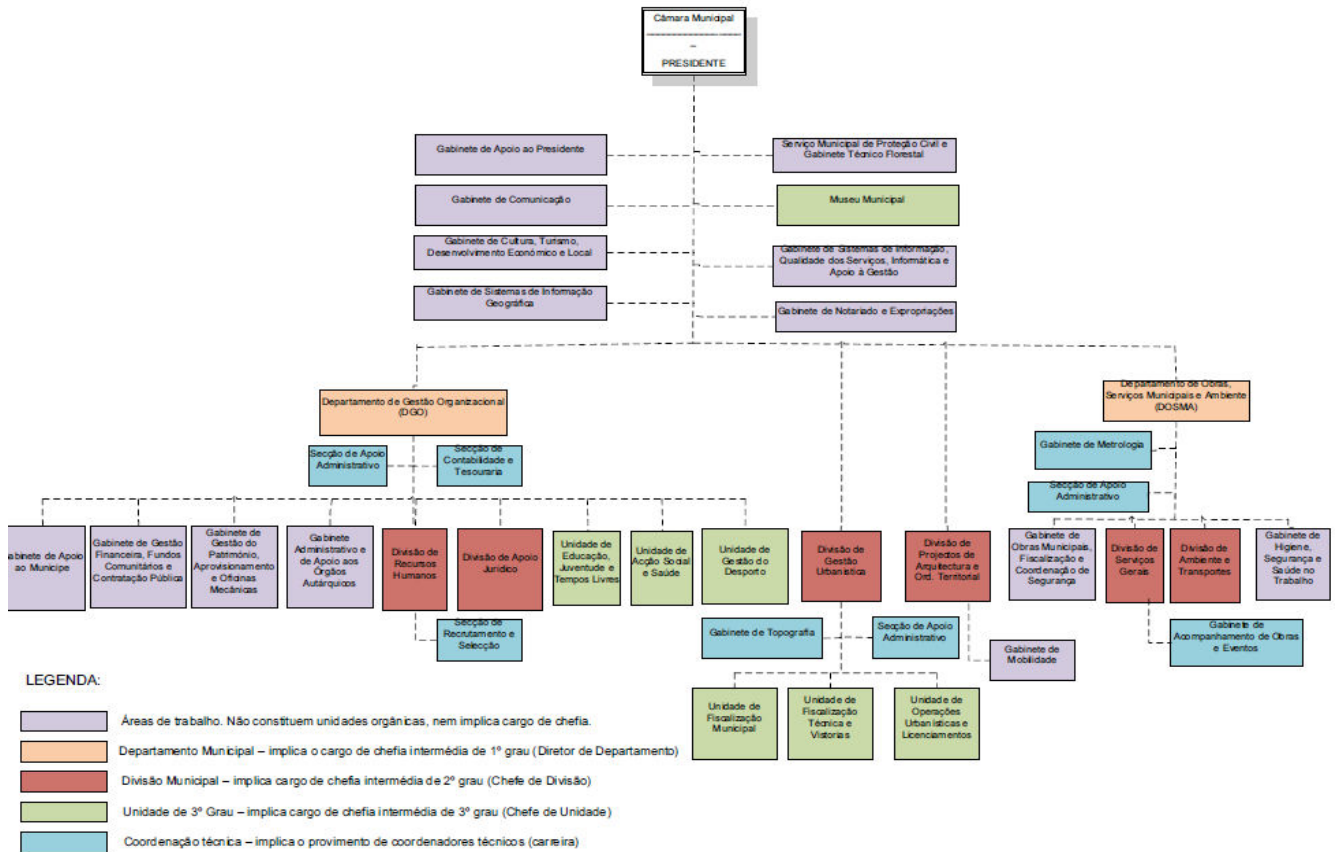 Câmara Municipal
--------------------
–
PRESIDENTE
Gabinete de Apoio ao Presidente
Serviço Municipal de Proteção Civil e
Gabinete Técnico Florestal
Gabinete de Comunicação
Museu Municipal
Gabinete de Cultura, Turismo,
Desenvolvimento Económico e Local
Gabinete de Sistemas de Informação,
Qualidade dos Serviços, Informática e
Apoio à Gestão
Gabinete de Sistemas de Informação
Geográfica
Gabinete de Notariado e Expropriações
Departamento de Gestão Organizacional
(DGO)
Departamento de Obras,
Serviços Municipais e Ambiente
(DOSMA)
Secção de Apoio
Administrativo
Secção de
Contabilidade e
Tesouraria
Gabinete de Metrologia
Secção de Apoio
Administrativo
abinete de Apoio
ao Municipe
Gabinete de Gestão
Financeira, Fundos
Comunitários e
Contratação Pública
Gabinete de
Gestão do
Património,
Aprovisionamento
e Oficinas
Mecânicas
Gabinete
Administrativo e
de Apoio aos
Órgãos
Autárquicos
Divisão de
Recursos
Humanos
Divisão de Apoio
Jurídico
Unidade de
Educação,
Juventude e
Tempos Livres
Unidade de
Acção Social
e Saúde
Unidade de
Gestão do
Desporto
Divisão de
Gestão
Urbanística
Divisão de
Projectos de
Arquitectura e
Ord. Territorial
Gabinete de
Obras Municipais,
Fiscalização e
Coordenação de
Segurança
Divisão de
Serviços
Gerais
Divisão de
Ambiente e
Transportes
Gabinete de
Higiene,
Segurança e
Saúde no
Trabalho
Secção de
Recrutamento e
Selecção
Gabinete de Topografia
Secção de Apoio
Administrativo
Gabinete de
Mobilidade
Gabinete de
Acompanhamento de Obras
e Eventos
Unidade de
Fiscalização
Municipal
Unidade de
Fiscalização
Técnica e
Vistorias
Unidade de
Operações
Urbanísticas e
Licenciamentos
LEGENDA:
Áreas de trabalho. Não constituem unidades orgânicas, nem implica cargo de chefia.
Departamento Municipal – implica o cargo de chefia intermédia de 1º grau (Diretor de Departamento)
Divisão Municipal – implica cargo de chefia intermédia de 2º grau (Chefe de Divisão)
Unidade de 3º Grau – implica cargo de chefia intermédia de 3º grau (Chefe de Unidade)
Coordenação técnica – implica o provimento de coordenadores técnicos (carreira)